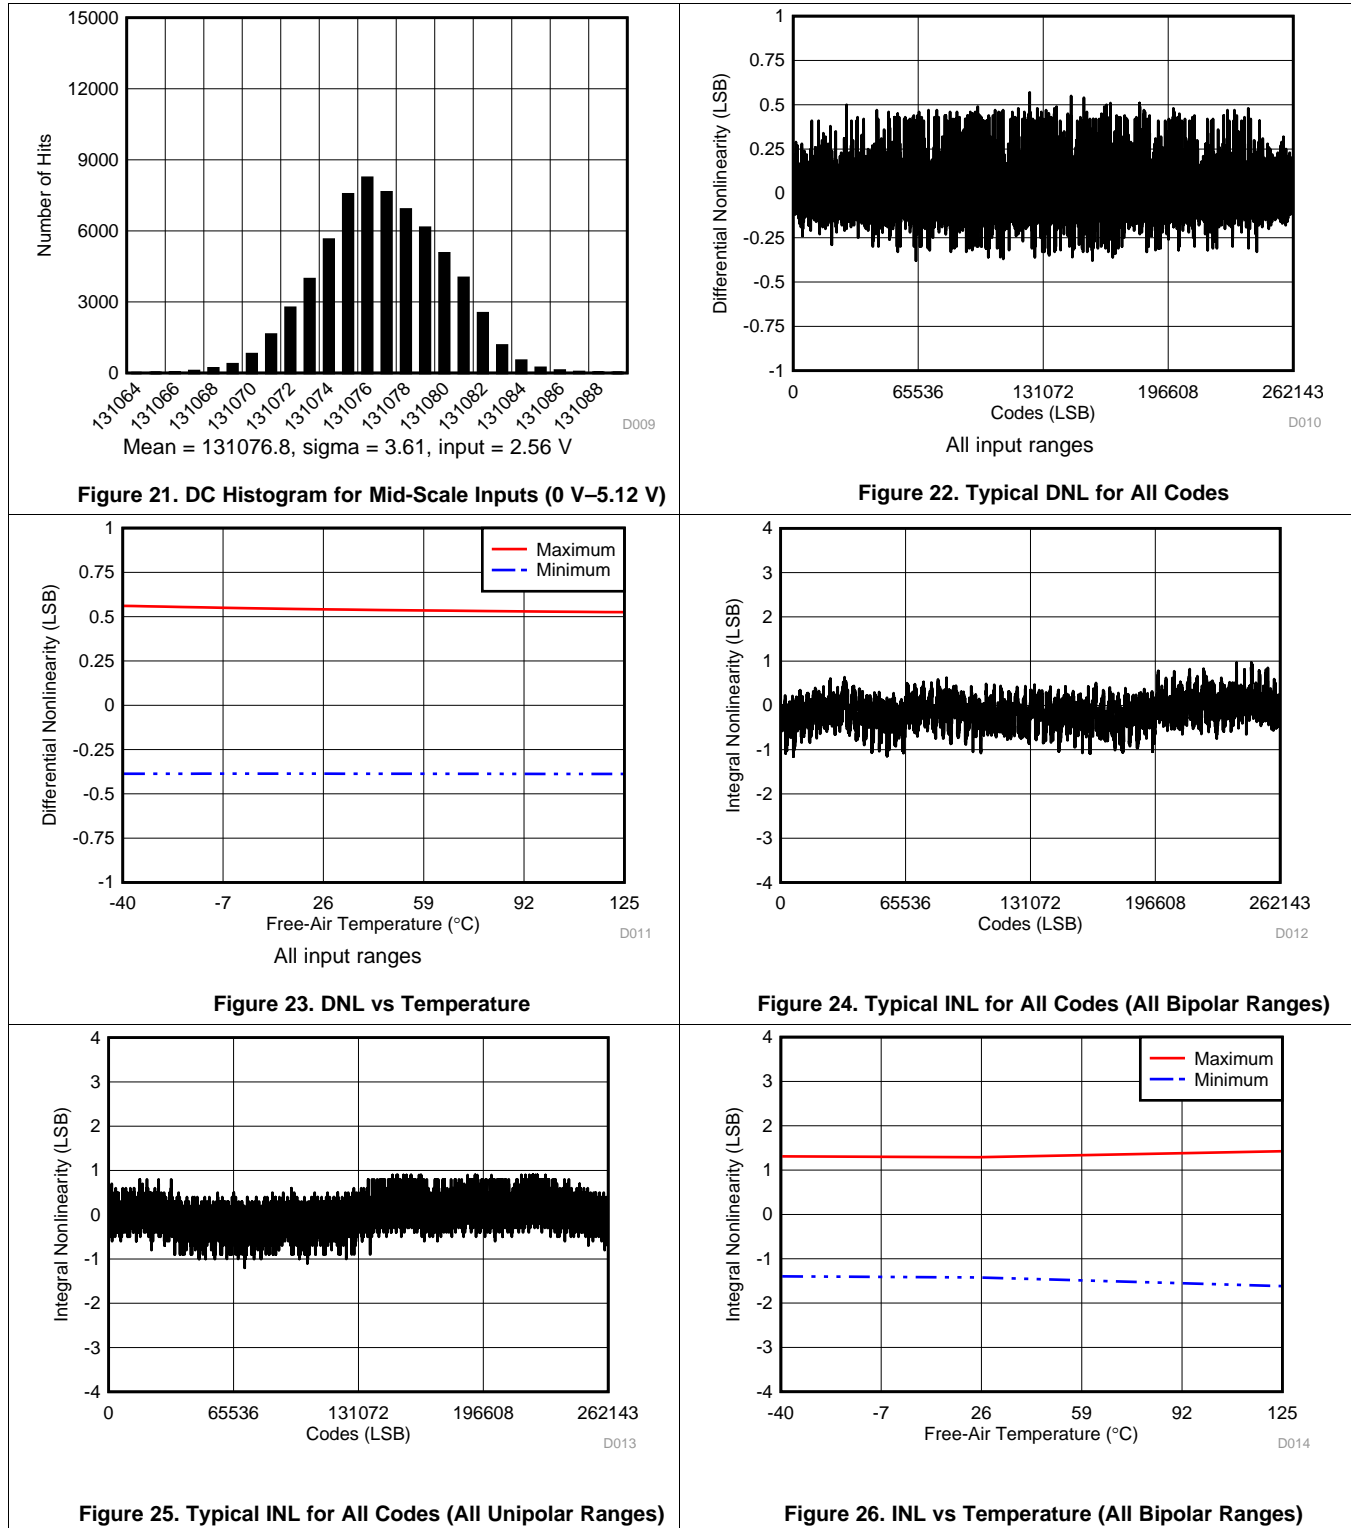 15000
12000
9000
6000
3000
0
Number of Hits
131064
131066
131068
131070
131072
131074
131076
131078
131080
131082
131084
131086
131088
D009
Mean = 131076.8, sigma = 3.61, input = 2.56 V
Figure 21. DC Histogram for Mid-Scale Inputs (0 V–5.12 V)
1
0.75
0.5
0.25
0
-0.25
-0.5
-0.75
-1
Differential Nonlinearity (LSB)
0 65536 131072 196608 262143
Codes (LSB)
D010
All input ranges
Figure 22. Typical DNL for All Codes
1
0.75
0.5
0.25
0
-0.25
-0.5
-0.75
-1
Differential Nonlinearity (LSB)
Maximum
Minimum
-40 -7 26 59 92 125
Free-Air Temperature (°C)
D011
All input ranges
Figure 23. DNL vs Temperature
4
3
2
1
0
-1
-2
-3
-4
Integral Nonlinearity (LSB)
0 65536 131072 196608 262143
Codes (LSB)
D012
Figure 24. Typical INL for All Codes (All Bipolar Ranges)
4
3
2
1
0
-1
-2
-3
-4
Integral Nonlinearity (LSB)
0 65536 131072 196608 262143
Codes (LSB)
D013
Figure 25. Typical INL for All Codes (All Unipolar Ranges)
4
3
2
1
0
-1
-2
-3
-4
Integral Nonlinearity (LSB)
Maximum
Minimum
-40 -7 26 59 92 125
Free-Air Temperature (°C)
D014
Figure 26. INL vs Temperature (All Bipolar Ranges)